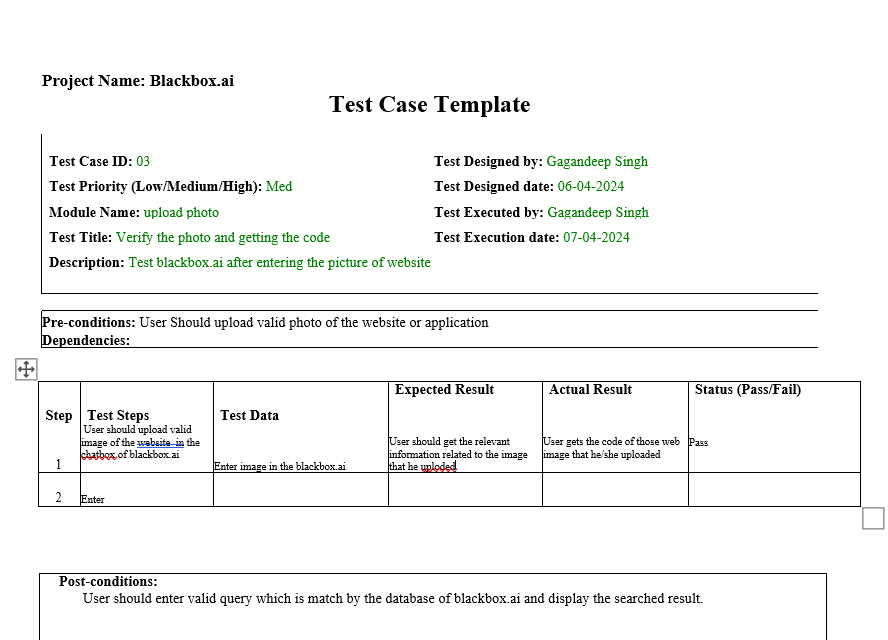 Project Name: Blackbox.ai
Test Case Template
Test Case ID: 03
Test Designed by: Gagandeep Singh
Test Priority (Low/Medium/High): Med
Test Designed date: 06-04-2024
Module Name: upload photo
Test Executed by: Gagandeep Singh
Test Title: Verify the photo and getting the code
Test Execution date: 07-04-2024
Description: Test blackbox.ai after entering the picture of website
Pre-conditions: User Should upload valid photo of the website or application
Dependencies:
Step
Test Steps
Test Data
Expected Result
Actual Result
Status (Pass/Fail)
1
User should upload valid
image of the website in the
chatbox of blackbox.ai
Enter image in the blackbox.ai
User should get the relevant
information related to the image
that he uploded
User gets the code of those web
image that he/she uploaded
Pass
2
Enter
Post-conditions:
User should enter valid query which is match by the database of blackbox.ai and display the searched result.